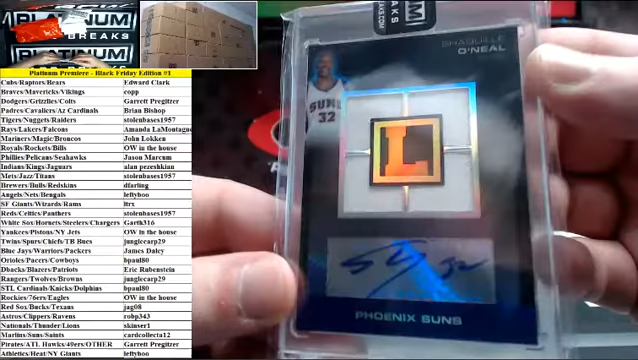 PLATINUM
BREAKS
PLATINUM
PLATINUM
BREAKS
Platinum Premiere - Black Friday Edition #1
Cubs/Raptors/Bears Edward Clark
Braves/Mavericks/Vikings copp
Dodgers/Grizzlies/Colts Garrett Pregitzer
Padres/Cavaliers/Az Cardinals Brian Bishop
Tigers/Nuggets/Raiders stolenbases1957
Rays/Lakers/Falcons Amanda LaMontagne
Mariners/Magic/Broncos John Lokken
Royals/Rockets/Bills OW in the house
Phillies/Pelicans/Seahawks Jason Marcum
Indians/Kings/Jaguars alan pezeshkian
Mets/Jazz/Titans stolenbases1957
Brewers/Bulls/Redskins dfarling
Angels/Nets/Bengals leftyboo
SF Giants/Wizards/Rams ltrx
Reds/Celtics/Panthers stolenbases1957
White Sox/Hornets/Steelers/Chargers Garth316
Yankees/Pistons/NY Jets OW in the house
Twins/Spurs/Chiefs/TB Bucs junglecarp29
Blue Jays/Warriors/Packers James Daley
Orioles/Pacers/Cowboys bpaul80
Dbacks/Blazers/Patriots Eric Rubenstein
Rangers/Twolves/Browns junglecarp29
STL Cardinals/Knicks/Dolphins bpaul80
Rockies/76ers/Eagles OW in the house
Red Sox/Bucks/Texans jag08
Astros/Clippers/Ravens robp343
Nationals/Thunder/Lions skinser1
Marlins/Suns/Saints cardcollecta12
Pirates/ATL Hawks/49ers/OTHER Garrett Pregitzer
Athletics/Heat/NY Giants leftyboo
SHAQUILLE
O'NEAL
SUNS
32
L
PHOENIX SUNS